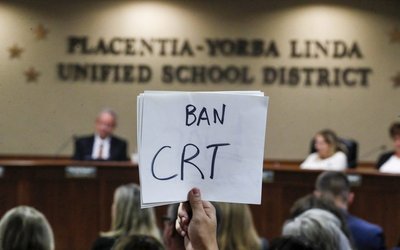 PLACENTIA-YORBA LINDA
UNIFIED SCHOOL DISTRICT
BAN
CRT